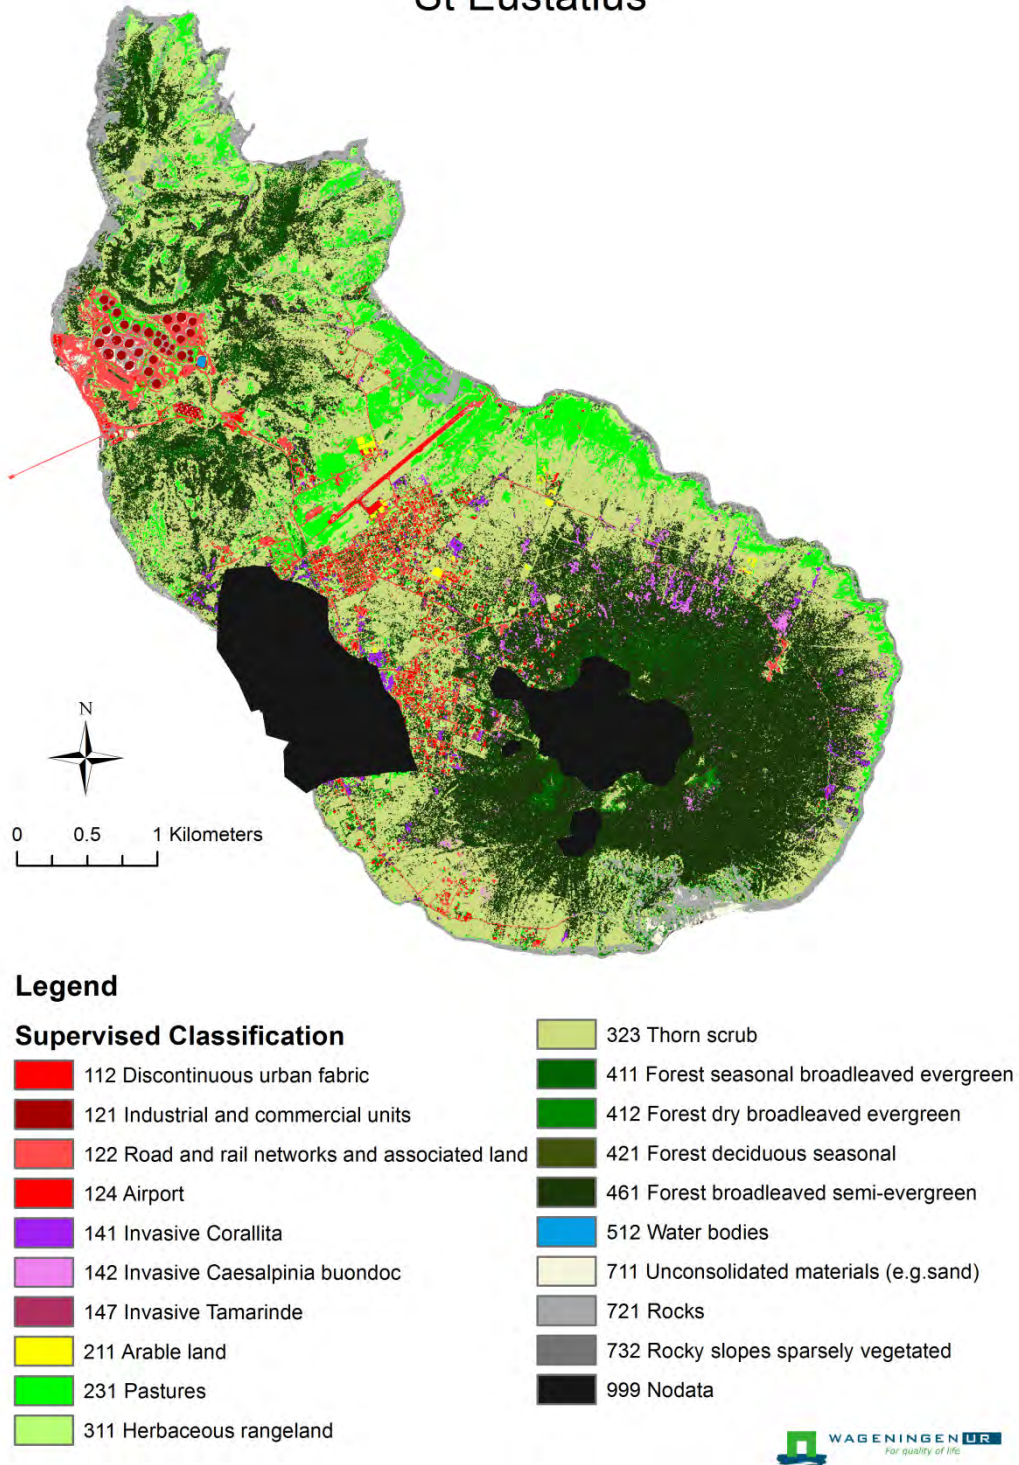 St Eustatius
N
0 0.5 1 Kilometers
Legend
Supervised Classification
112 Discontinuous urban fabric
121 Industrial and commercial units
122 Road and rail networks and associated land
124 Airport
141 Invasive Corallita
142 Invasive Caesalpinia buondoc
147 Invasive Tamarinde
211 Arable land
231 Pastures
311 Herbaceous rangeland
323 Thorn scrub
411 Forest seasonal broadleaved evergreen
412 Forest dry broadleaved evergreen
421 Forest deciduous seasonal
461 Forest broadleaved semi-evergreen
512 Water bodies
711 Unconsolidated materials (e.g.sand)
721 Rocks
732 Rocky slopes sparsely vegetated
999 Nodata
WAGENINGEN UR
For quality of life